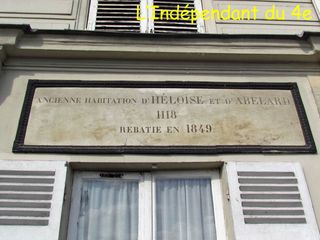 L'Indépendant du 4e
ANCIENNE HABITATION D'HÉLOISE ET D'ABELARD
1118
REBATIE EN 1849